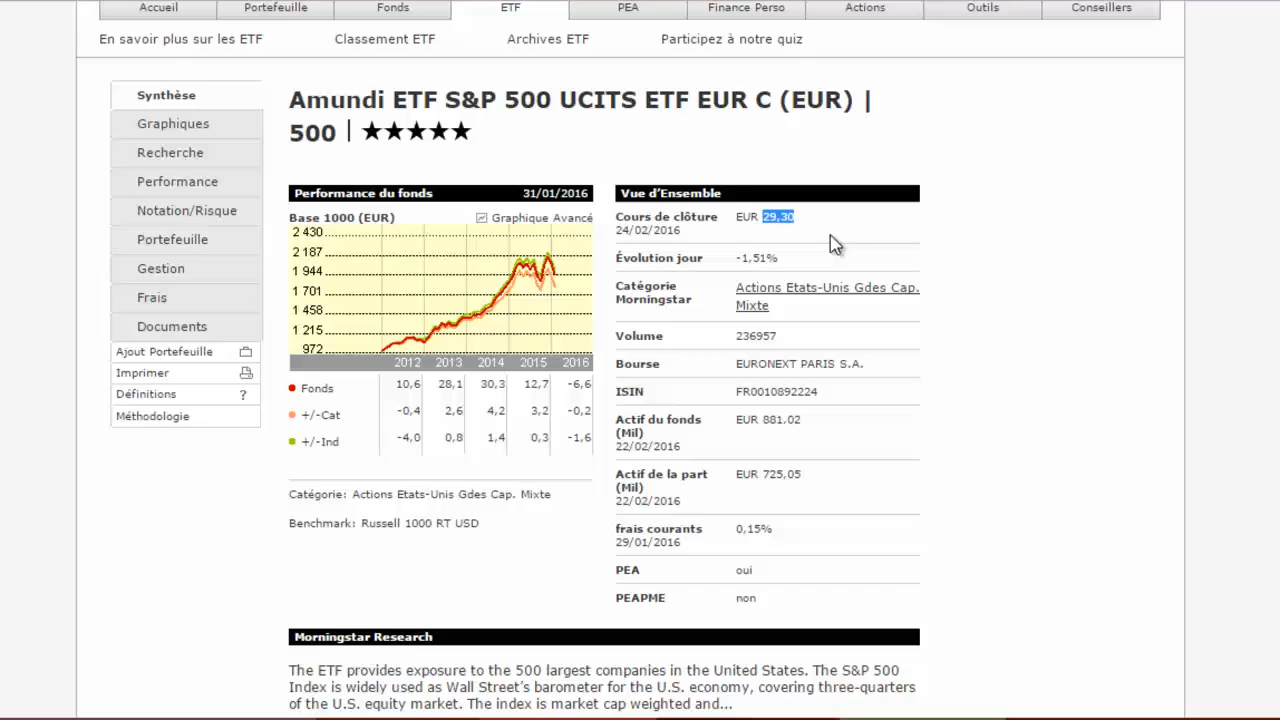 Accueil Portefeuille Fonds ETF PEA Finance Perso Actions Outils Conseillers
En savoir plus sur les ETF Classement ETF Archives ETF Participez à notre quiz
Synthèse
Graphiques
Recherche
Performance
Notation/Risque
Portefeuille
Gestion
Frais
Documents
Ajout Portefeuille
Imprimer
Définitions ?
Méthodologie
Amundi ETF S&P 500 UCITS ETF EUR C (EUR) |
500 | ★★★★★
Performance du fonds 31/01/2016
Base 1000 (EUR) Graphique Avancé
2 430
2 187
1 944
1 701
1 458
1 215
972
2012 2013 2014 2015 2016
Fonds 10,6 28,1 30,3 12,7 -6,6
+/-Cat -0,4 2,6 4,2 3,2 -0,2
+/-Ind -4,0 0,8 1,4 0,3 -1,6
Catégorie: Actions Etats-Unis Gdes Cap. Mixte
Benchmark: Russell 1000 RT USD
Vue d’Ensemble
Cours de clôture EUR 29,30
24/02/2016
Évolution jour -1,51%
Catégorie Actions Etats-Unis Gdes Cap.
Morningstar Mixte
Volume 236957
Bourse EURONEXT PARIS S.A.
ISIN FR0010892224
Actif du fonds EUR 881,02
(Mil)
22/02/2016
Actif de la part EUR 725,05
(Mil)
22/02/2016
frais courants 0,15%
29/01/2016
PEA oui
PEAPME non
Morningstar Research
The ETF provides exposure to the 500 largest companies in the United States. The S&P 500
Index is widely used as Wall Street’s barometer for the U.S. economy, covering three-quarters
of the U.S. equity market. The index is market cap weighted and...